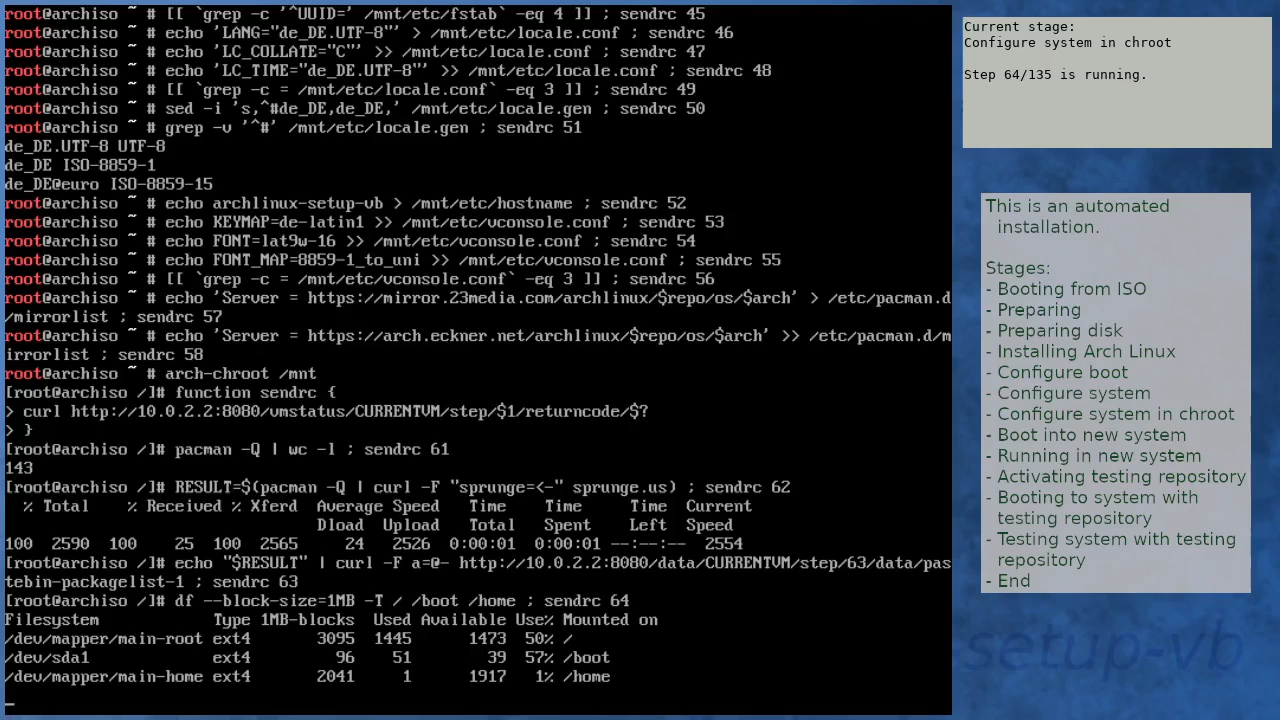 root@archiso ~ # [[ `grep -c '^UUID=' /mnt/etc/fstab` -eq 4 ]] ; sendrc 45
root@archiso ~ # echo 'LANG="de_DE.UTF-8"' > /mnt/etc/locale.conf ; sendrc 46
root@archiso ~ # echo 'LC_COLLATE="C"' >> /mnt/etc/locale.conf ; sendrc 47
root@archiso ~ # echo 'LC_TIME="de_DE.UTF-8"' >> /mnt/etc/locale.conf ; sendrc 48
root@archiso ~ # [[ `grep -c = /mnt/etc/locale.conf` -eq 3 ]] ; sendrc 49
root@archiso ~ # sed -i 's,^#de_DE,de_DE,' /mnt/etc/locale.gen ; sendrc 50
root@archiso ~ # grep -v '^#' /mnt/etc/locale.gen ; sendrc 51
de_DE.UTF-8 UTF-8
de_DE ISO-8859-1
de_DE@euro ISO-8859-15
root@archiso ~ # echo archlinux-setup-vb > /mnt/etc/hostname ; sendrc 52
root@archiso ~ # echo KEYMAP=de-latin1 >> /mnt/etc/vconsole.conf ; sendrc 53
root@archiso ~ # echo FONT=lat9w-16 >> /mnt/etc/vconsole.conf ; sendrc 54
root@archiso ~ # echo FONT_MAP=8859-1_to_uni >> /mnt/etc/vconsole.conf ; sendrc 55
root@archiso ~ # [[ `grep -c = /mnt/etc/vconsole.conf` -eq 3 ]] ; sendrc 56
root@archiso ~ # echo 'Server = https://mirror.23media.com/archlinux/$repo/os/$arch' > /etc/pacman.d
/mirrorlist ; sendrc 57
root@archiso ~ # echo 'Server = https://arch.eckner.net/archlinux/$repo/os/$arch' >> /etc/pacman.d/m
irrorlist ; sendrc 58
root@archiso ~ # arch-chroot /mnt
[root@archiso /]# function sendrc {
> curl http://10.0.2.2:8080/vmstatus/CURRENTVM/step/$1/returncode/$?
> }
[root@archiso /]# pacman -Q | wc -l ; sendrc 61
143
[root@archiso /]# RESULT=$(pacman -Q | curl -F "sprunge=<-" sprunge.us) ; sendrc 62
% Total % Received % Xferd Average Speed Time Time Time Current
Dload Upload Total Spent Left Speed
100 2590 100 25 100 2565 24 2526 0:00:01 0:00:01 --:--:-- 2554
[root@archiso /]# echo "$RESULT" | curl -F a=@- http://10.0.2.2:8080/data/CURRENTVM/step/63/data/pas
tebin-packagelist-1 ; sendrc 63
[root@archiso /]# df --block-size=1MB -T / /boot /home ; sendrc 64
Filesystem Type 1MB-blocks Used Available Use% Mounted on
/dev/mapper/main-root ext4 3095 1445 1473 50% /
/dev/sda1 ext4 96 51 39 57% /boot
/dev/mapper/main-home ext4 2041 1 1917 1% /home
_
Current stage:
Configure system in chroot
Step 64/135 is running.
This is an automated
installation.
Stages:
- Booting from ISO
- Preparing
- Preparing disk
- Installing Arch Linux
- Configure boot
- Configure system
- Configure system in chroot
- Boot into new system
- Running in new system
- Activating testing repository
- Booting to system with
testing repository
- Testing system with testing
repository
- End
setup-vb